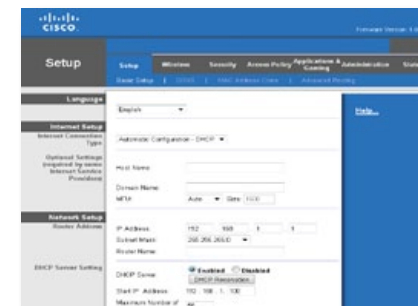 CISCO
Firmware Version: 1.0
Setup
Setup Wireless Security Access Policy Applications & Gaming Administration
Basic Setup | DDNS | MAC Address Clone | Advanced Routing
Language
English
Help...
Internet Setup
Internet Connection Type
Automatic Configuration - DHCP
Optional Settings (required by some Internet Service Providers)
Host Name:
Domain Name:
MTU: Auto Size: 1500
Network Setup
Router Address
IP Address: 192 . 168 . 1 . 1
Subnet Mask: 255.255.255.0
Router Name:
DHCP Server Setting
DHCP Server: Enabled Disabled
DHCP Reservation
Start IP Address: 192 . 168 . 1. 100
Maximum Number of